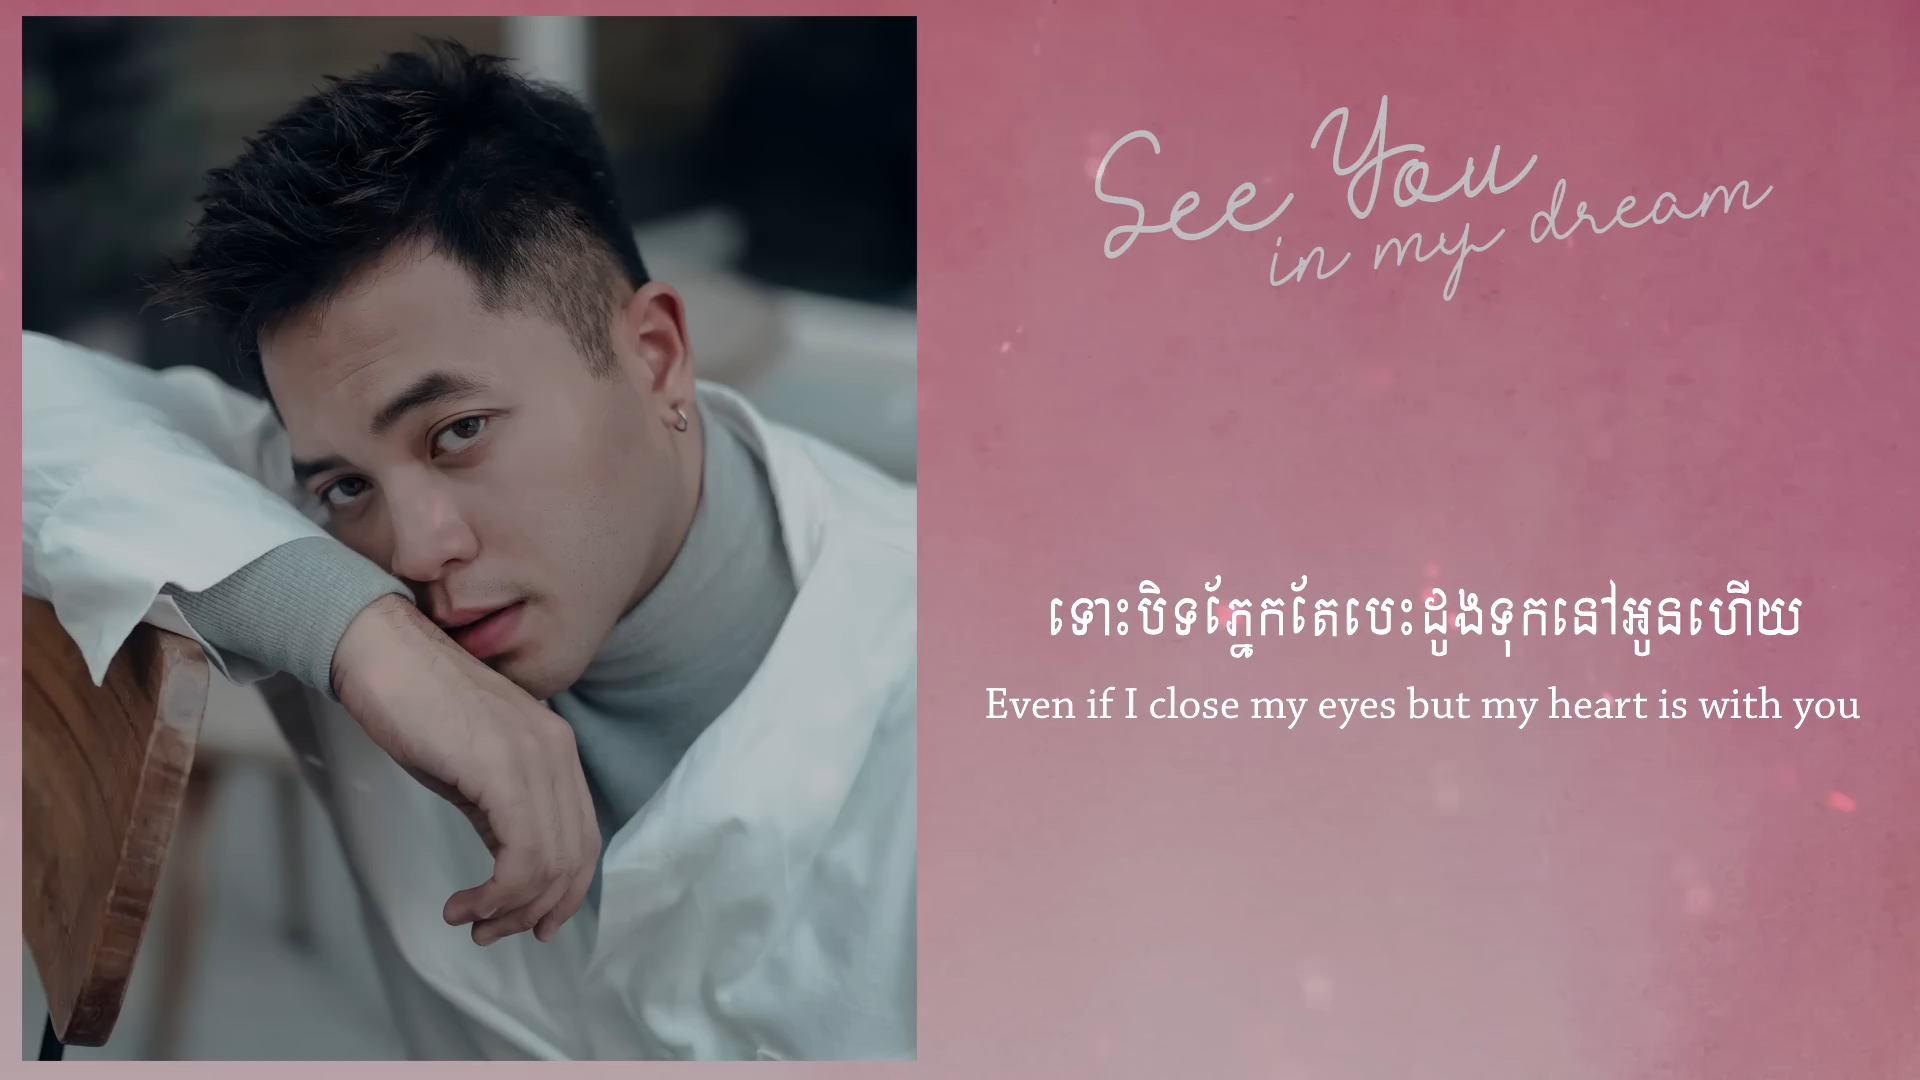 See You
in my dream
ទោះបិទភ្នែកតែបេះដូងទុកនៅអូនហើយ
Even if I close my eyes but my heart is with you